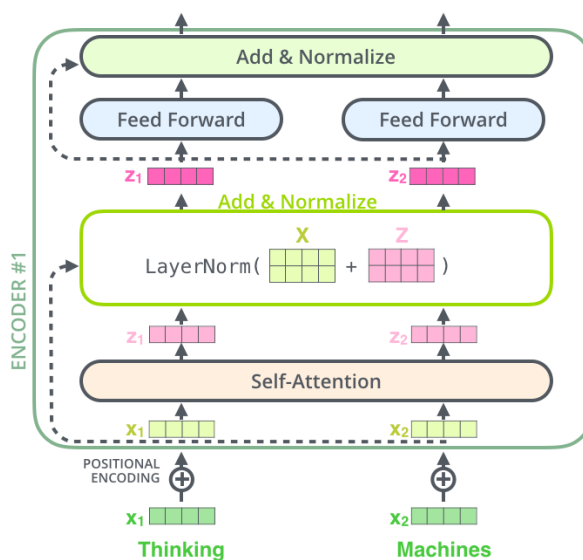 Add & Normalize
Feed Forward Feed Forward
z1 z2
Add & Normalize
X Z
LayerNorm( + )
z1 z2
Self-Attention
x1 x2
POSITIONAL
ENCODING
x1 x2
Thinking Machines
ENCODER #1